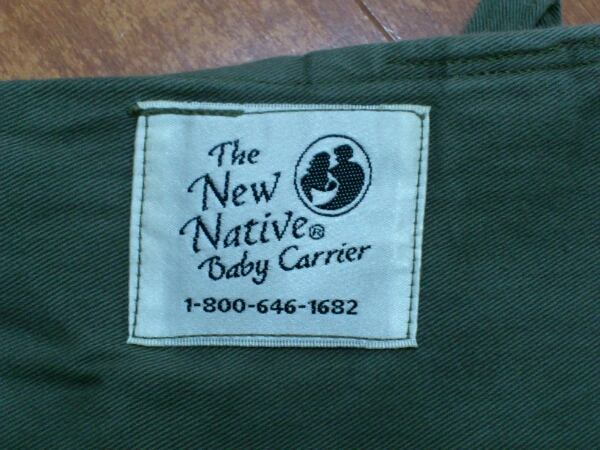 The
New
Native®
Baby Carrier
1-800-646-1682